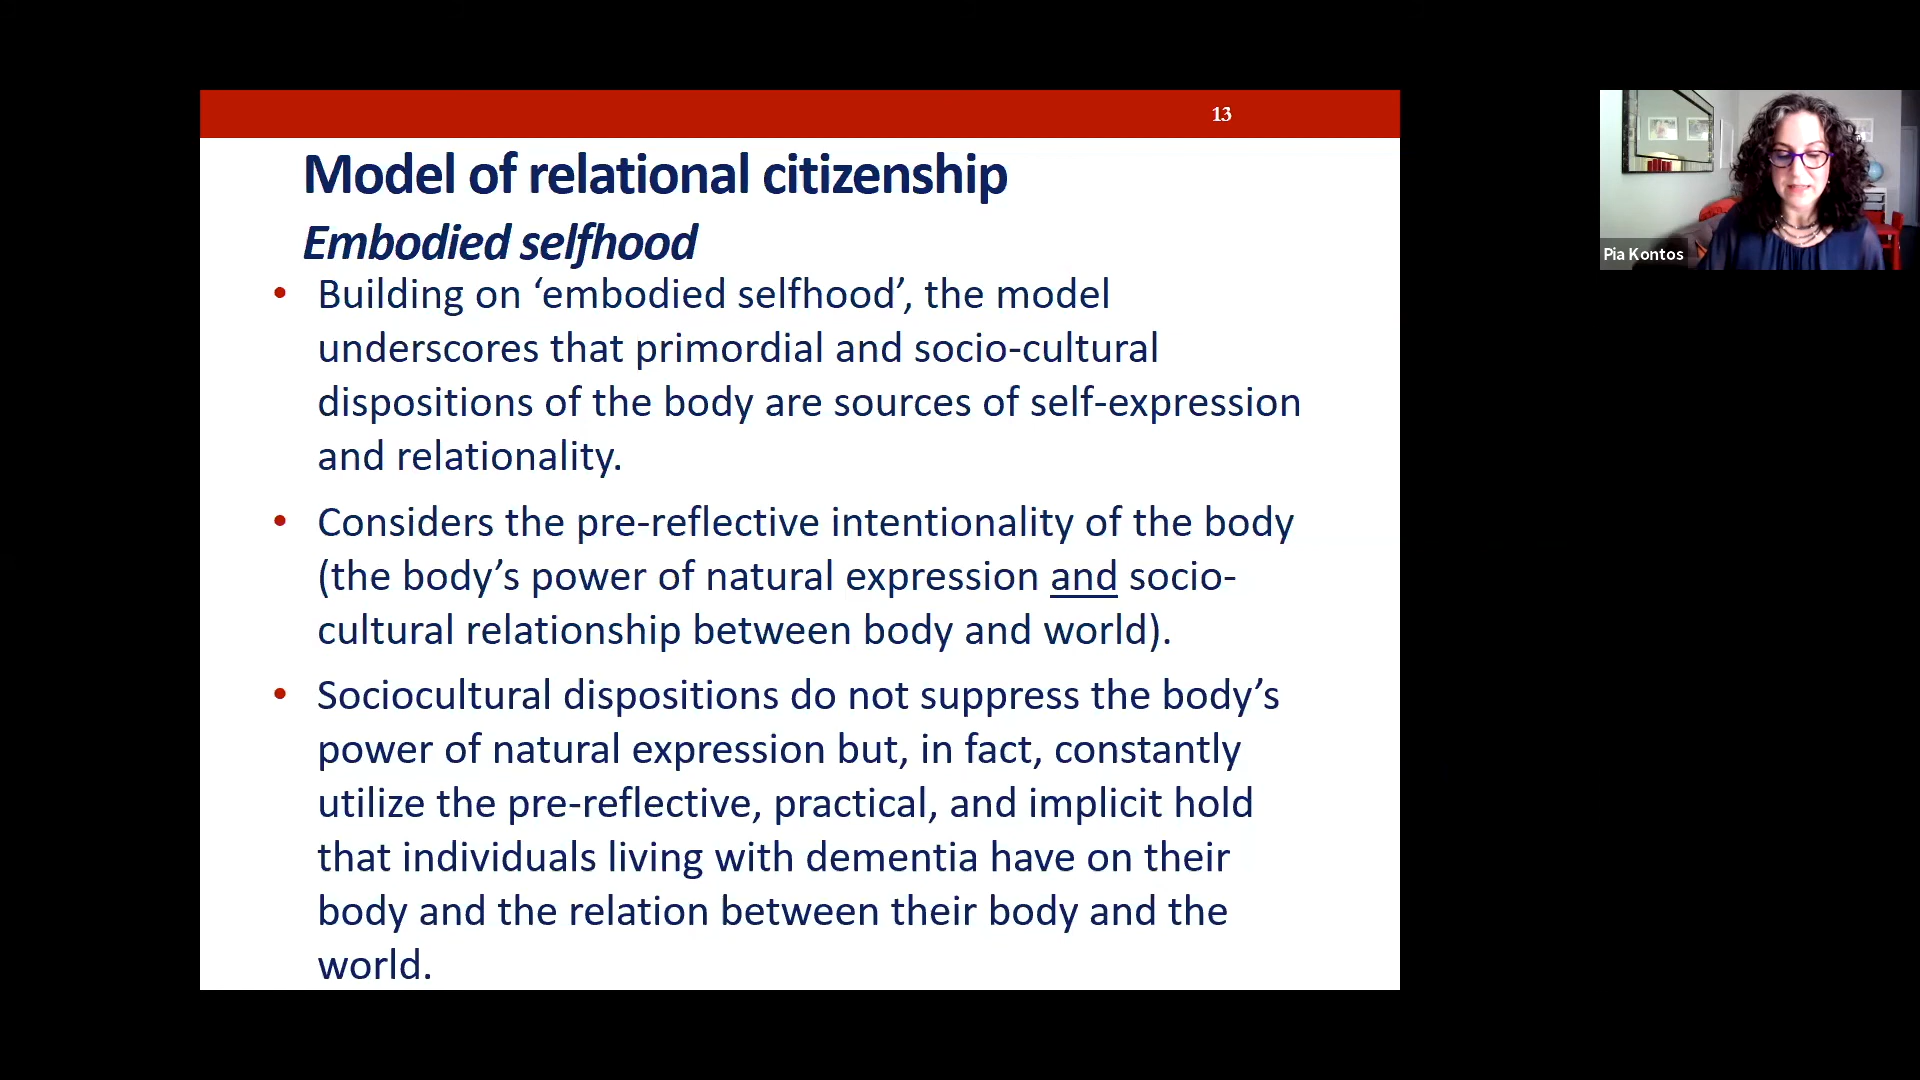 13
Model of relational citizenship
Embodied selfhood
• Building on ‘embodied selfhood’, the model
underscores that primordial and socio-cultural
dispositions of the body are sources of self-expression
and relationality.
• Considers the pre-reflective intentionality of the body
(the body’s power of natural expression and socio-
cultural relationship between body and world).
• Sociocultural dispositions do not suppress the body’s
power of natural expression but, in fact, constantly
utilize the pre-reflective, practical, and implicit hold
that individuals living with dementia have on their
body and the relation between their body and the
world.
Pia Kontos